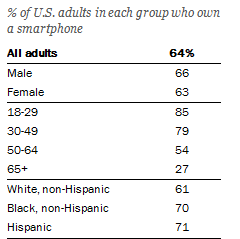 % of U.S. adults in each group who own
a smartphone
All adults 64%
Male 66
Female 63
18-29 85
30-49 79
50-64 54
65+ 27
White, non-Hispanic 61
Black, non-Hispanic 70
Hispanic 71